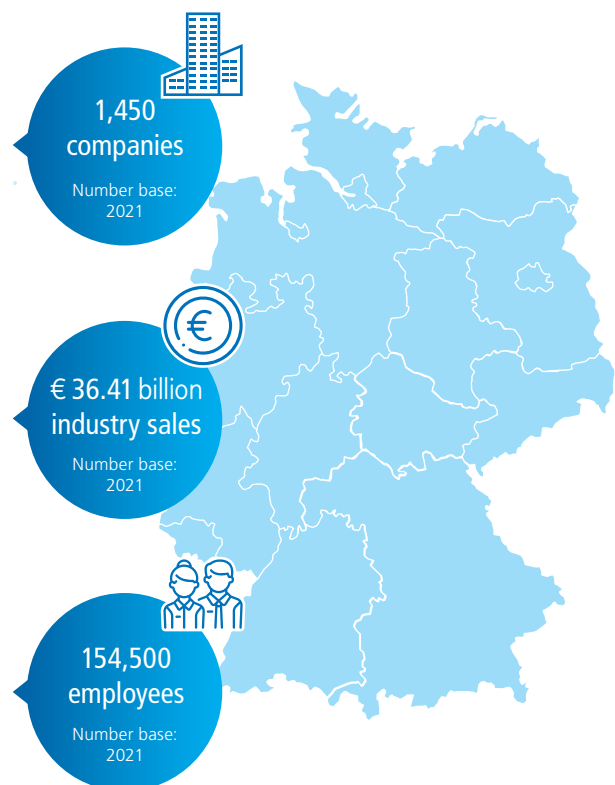 1,450
companies
Number base:
2021
€
€ 36.41 billion
industry sales
Number base:
2021
154,500
employees
Number base:
2021